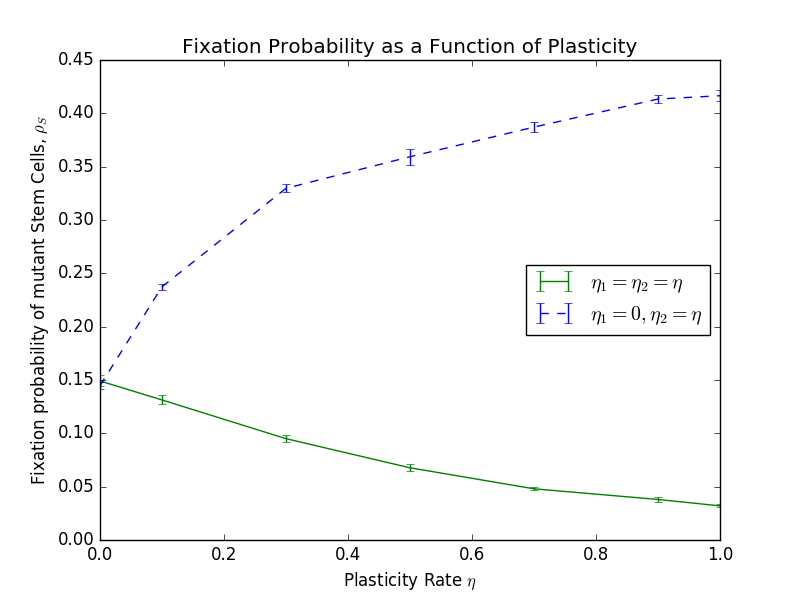 Fixation Probability as a Function of Plasticity
0.45
0.40
0.35
0.30
0.25
0.20
0.15
0.10
0.05
0.00
Fixation probability of mutant Stem Cells, ρ_S
η₁ = η₂ = η
η₁ = 0, η₂ = η
0.0 0.2 0.4 0.6 0.8 1.0
Plasticity Rate η